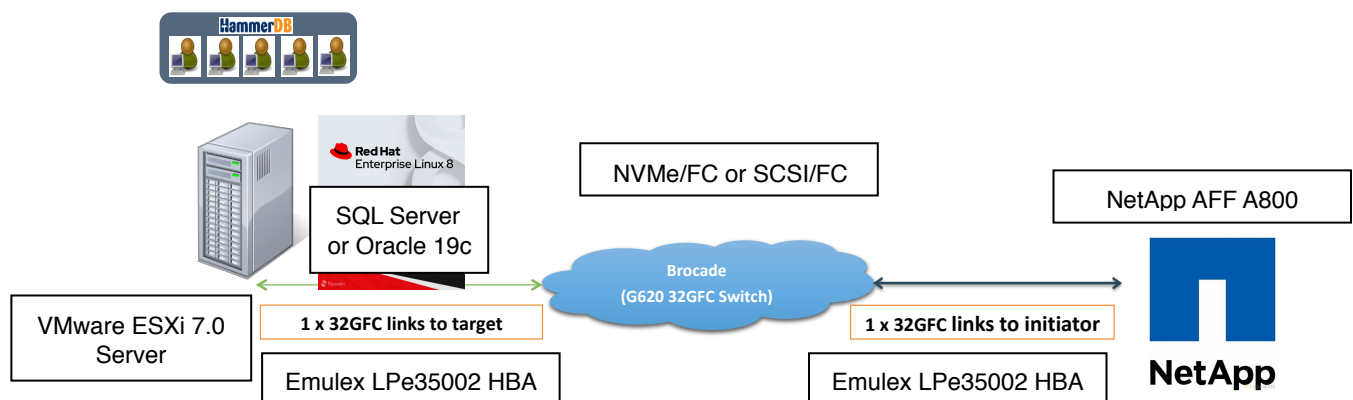 HammerDB
Red Hat
Enterprise Linux 8
NVMe/FC or SCSI/FC
NetApp AFF A800
SQL Server
or Oracle 19c
Brocade
(G620 32GFC Switch)
VMware ESXi 7.0
Server
1 x 32GFC links to target
1 x 32GFC links to initiator
Emulex LPe35002 HBA
Emulex LPe35002 HBA
NetApp